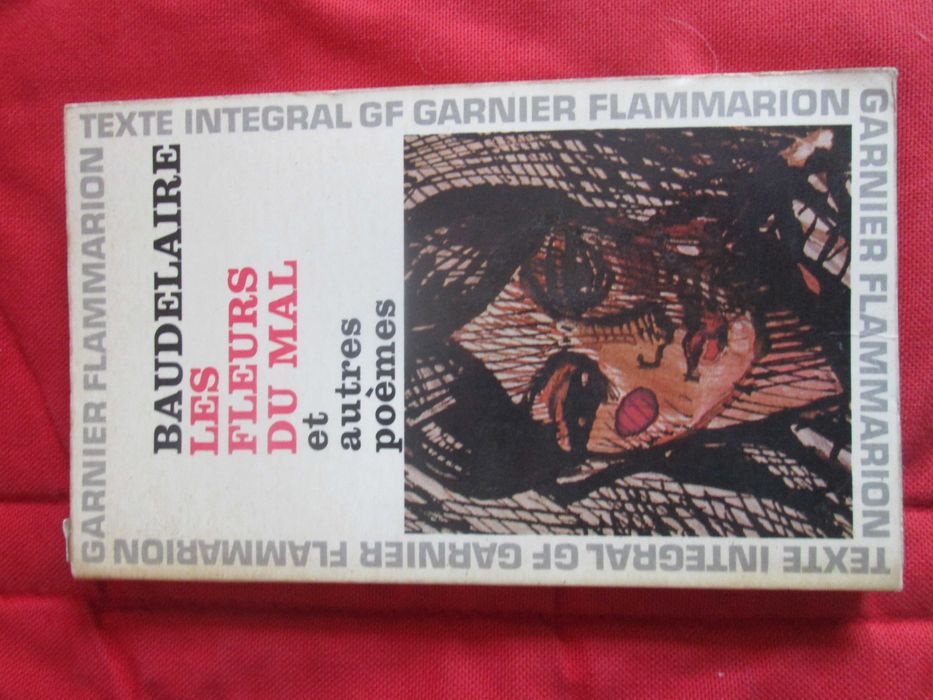 GARNIER FLAMMARION
TEXTE INTEGRAL GF GARNIER FLAMMARION
BAUDELAIRE
LES
FLEURS
DU MAL
et
autres
poèmes
GARNIER FLAMMARION
TEXTE INTEGRAL GF GARNIER FLAMMARION